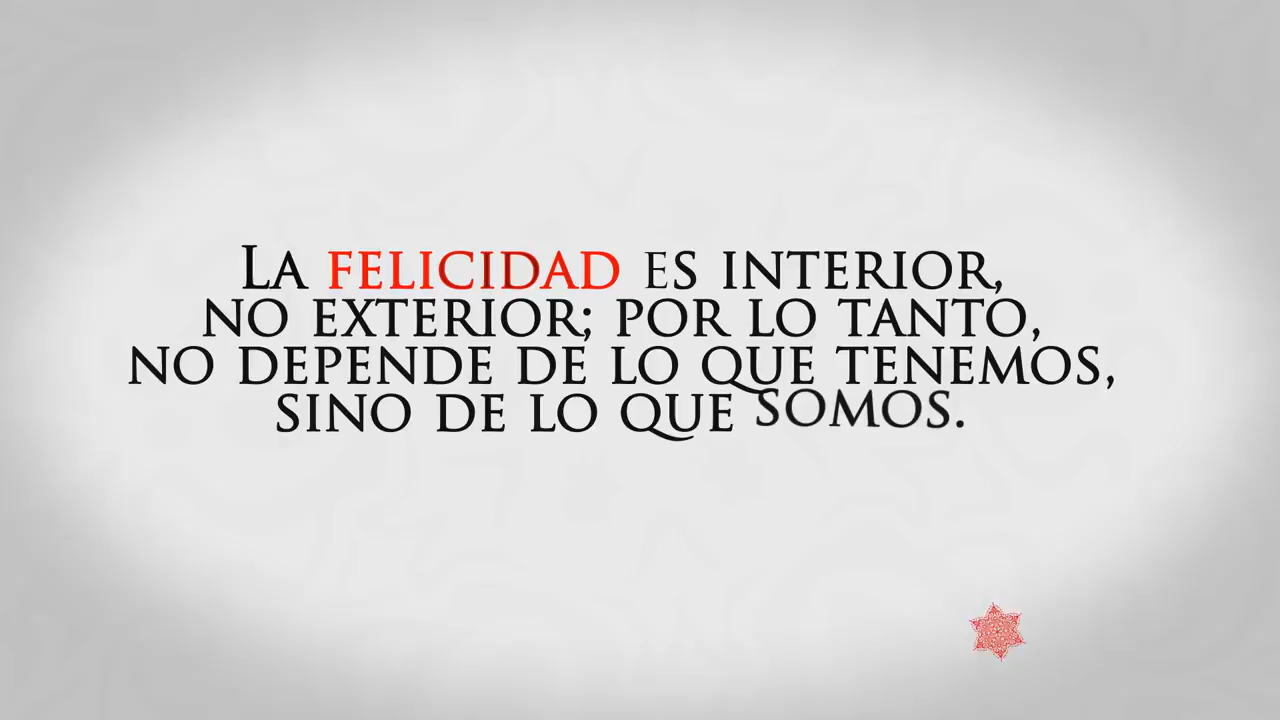 La felicidad es interior,
no exterior; por lo tanto,
no depende de lo que tenemos,
sino de lo que somos.